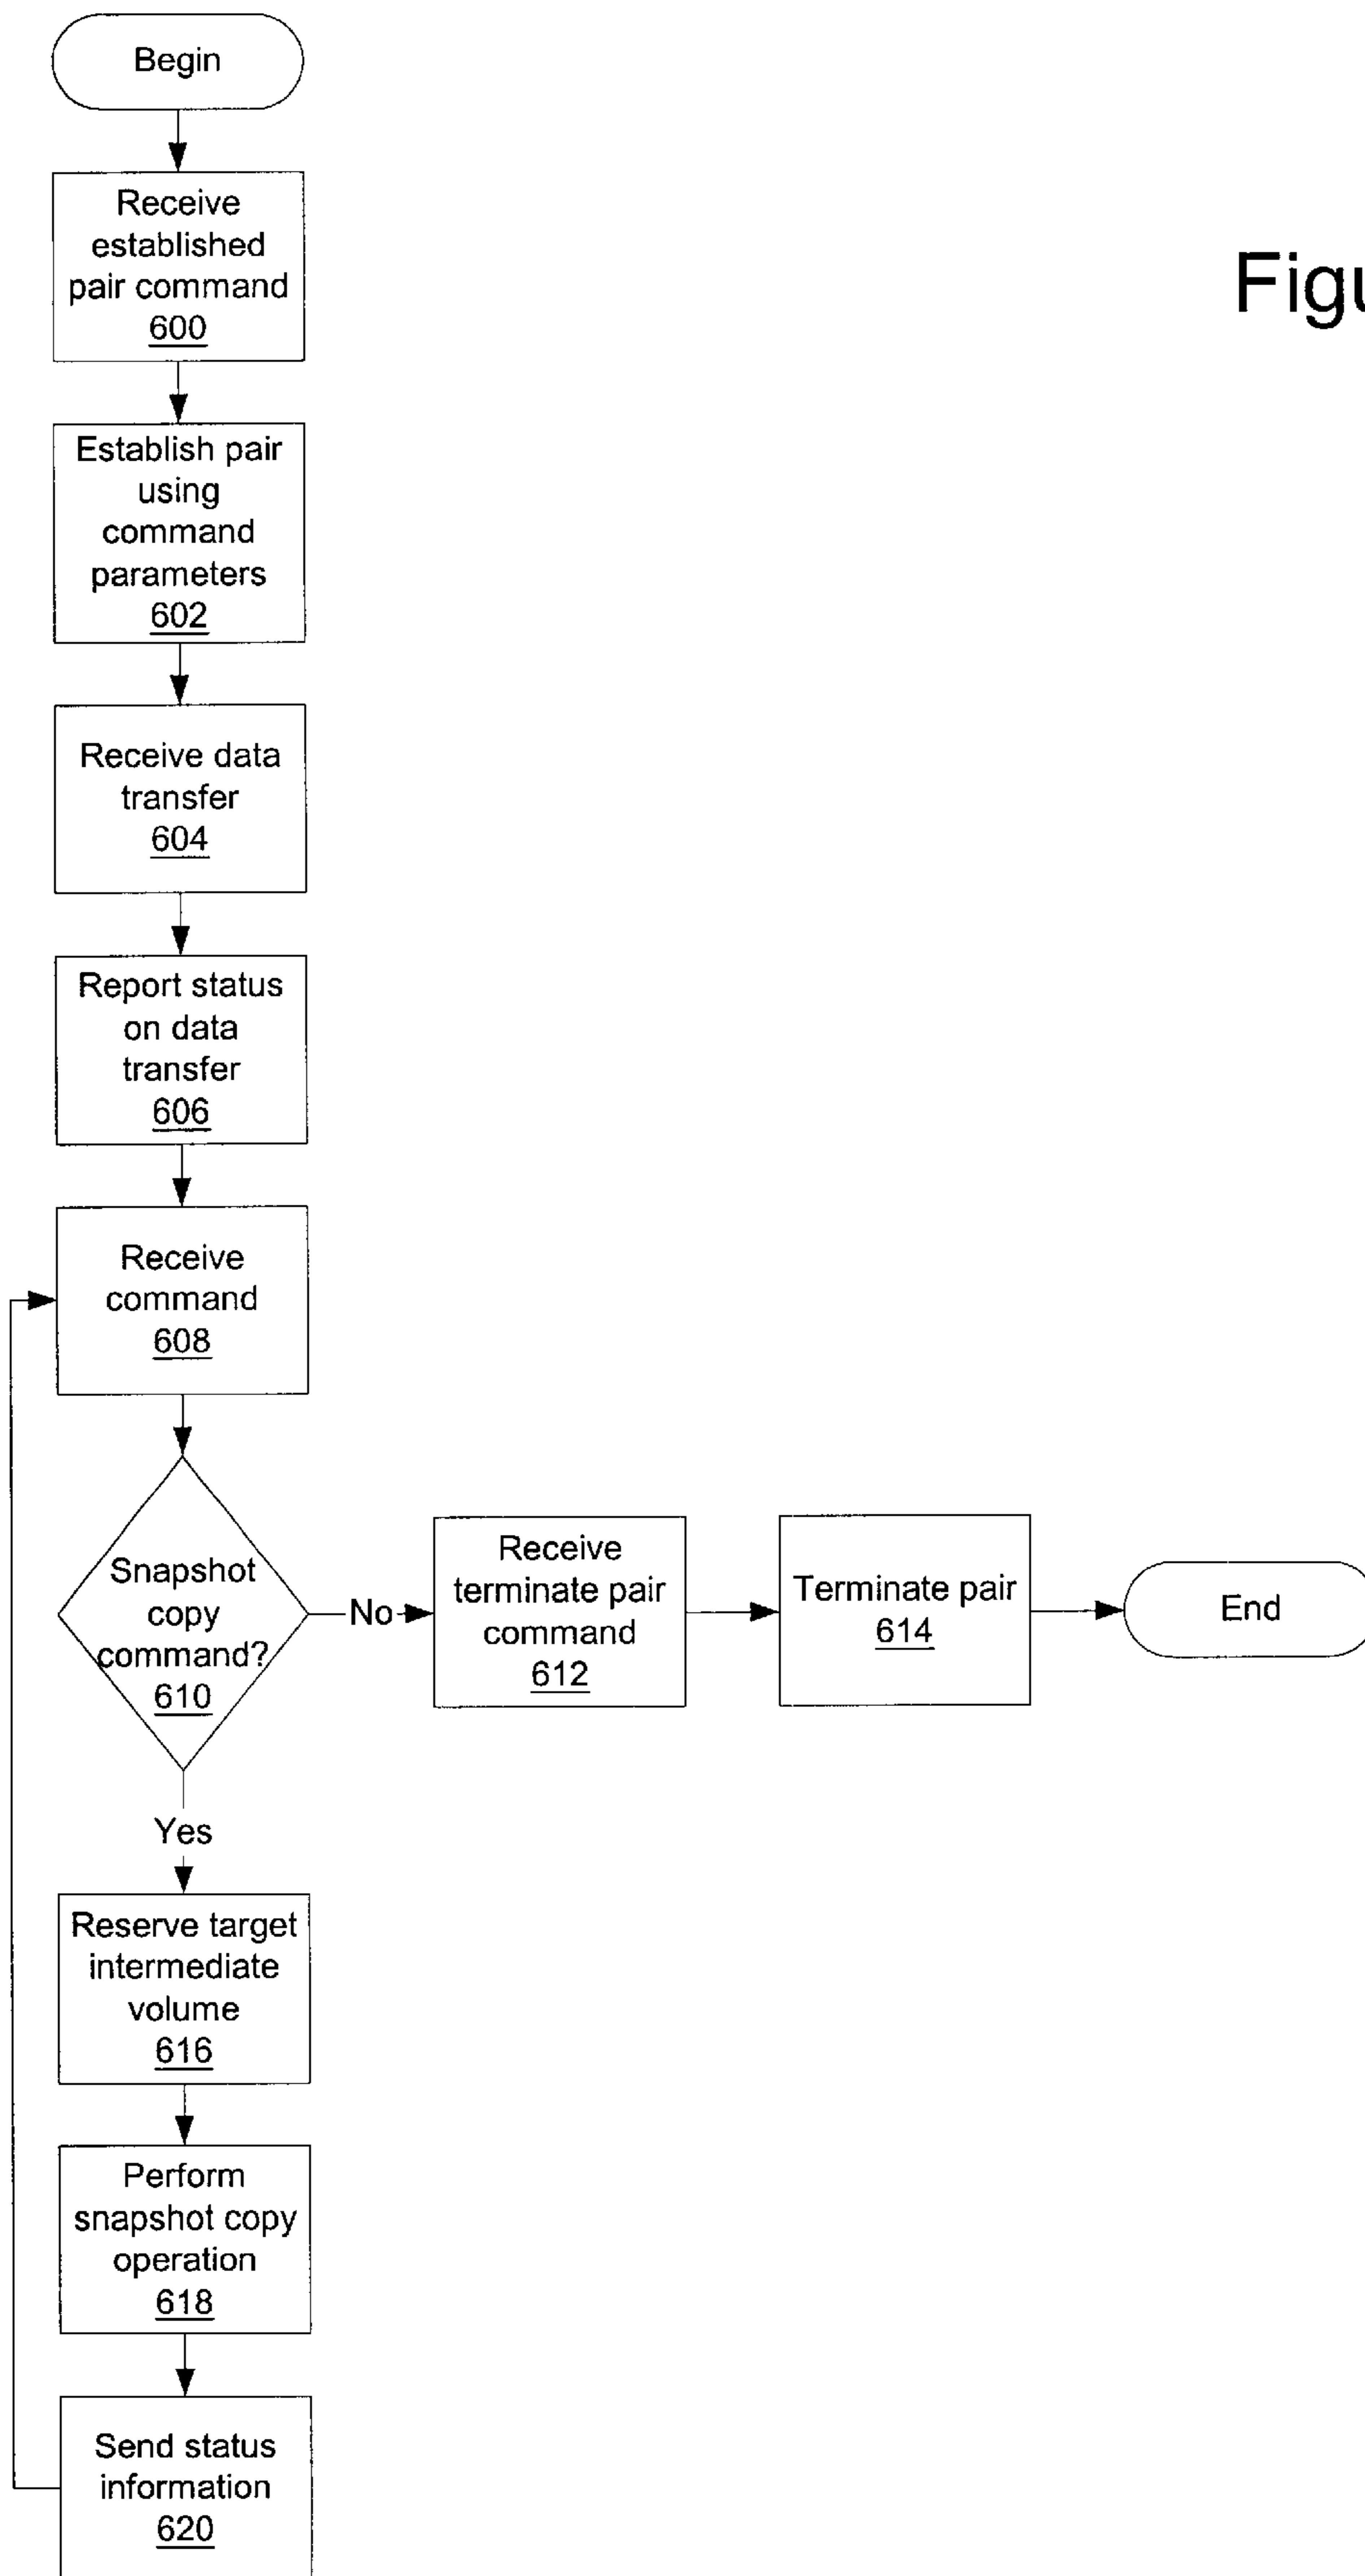 Begin
Receive
established
pair command
600
Establish pair
using
command
parameters
602
Receive data
transfer
604
Report status
on data
transfer
606
Receive
command
608
Snapshot
copy
command?
610
No
Receive
terminate pair
command
612
Terminate pair
614
End
Yes
Reserve target
intermediate
volume
616
Perform
snapshot copy
operation
618
Send status
information
620